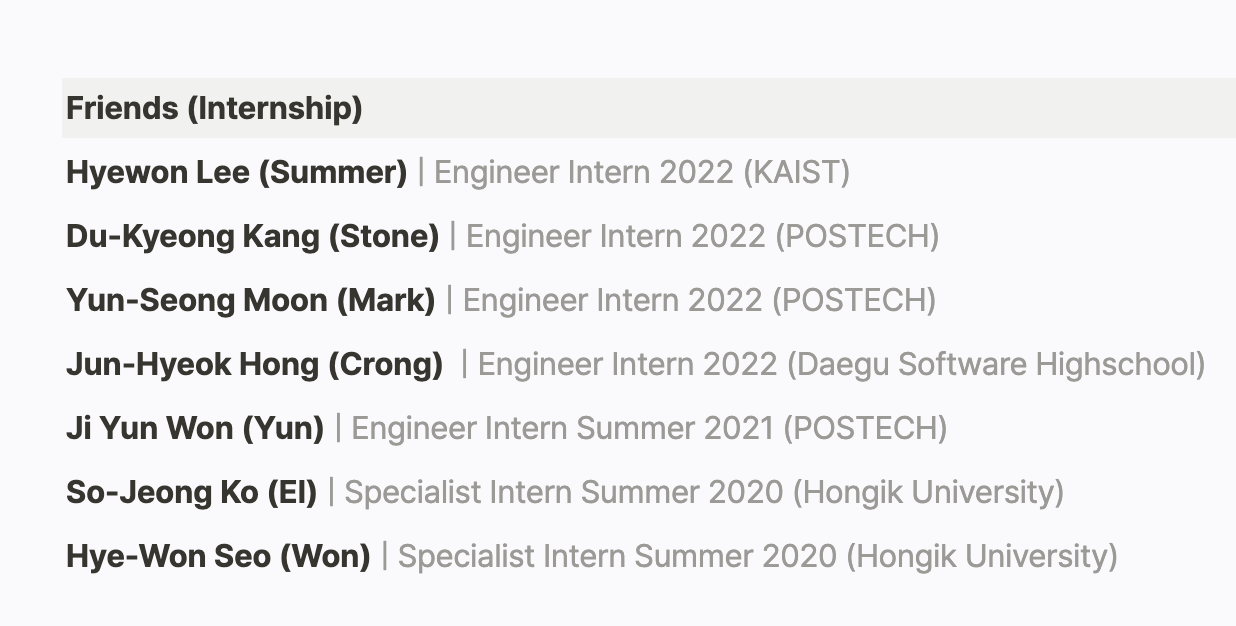 Friends (Internship)
Hyewon Lee (Summer) | Engineer Intern 2022 (KAIST)
Du-Kyeong Kang (Stone) | Engineer Intern 2022 (POSTECH)
Yun-Seong Moon (Mark) | Engineer Intern 2022 (POSTECH)
Jun-Hyeok Hong (Crong) | Engineer Intern 2022 (Daegu Software Highschool)
Ji Yun Won (Yun) | Engineer Intern Summer 2021 (POSTECH)
So-Jeong Ko (El) | Specialist Intern Summer 2020 (Hongik University)
Hye-Won Seo (Won) | Specialist Intern Summer 2020 (Hongik University)